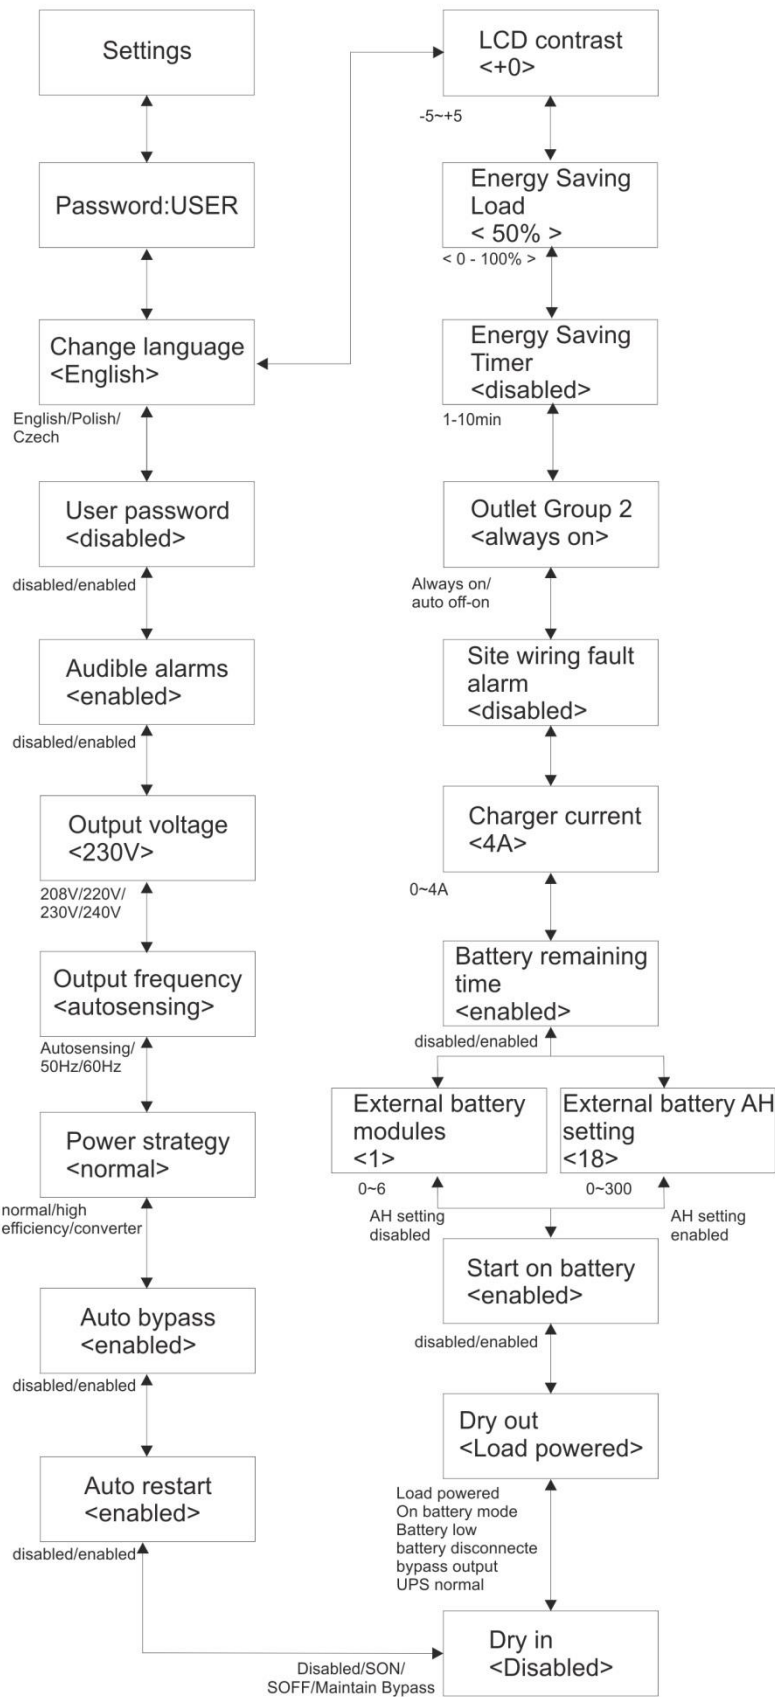 Settings
Password:USER
Change language
<English>
English/Polish/
Czech
User password
<disabled>
disabled/enabled
Audible alarms
<enabled>
disabled/enabled
Output voltage
<230V>
208V/220V/
230V/240V
Output frequency
<autosensing>
Autosensing/
50Hz/60Hz
Power strategy
<normal>
normal/high
efficiency/converter
Auto bypass
<enabled>
disabled/enabled
Auto restart
<enabled>
disabled/enabled
LCD contrast
<+0>
-5~+5
Energy Saving
Load
< 50% >
< 0 - 100% >
Energy Saving
Timer
<disabled>
1-10min
Outlet Group 2
<always on>
Always on/
auto off-on
Site wiring fault
alarm
<disabled>
Charger current
<4A>
0~4A
Battery remaining
time
<enabled>
disabled/enabled
External battery
modules
<1>
0~6
AH setting
disabled
External battery AH
setting
<18>
0~300
AH setting
enabled
Start on battery
<enabled>
disabled/enabled
Dry out
<Load powered>
Load powered
On battery mode
Battery low
battery disconnecte
bypass output
UPS normal
Dry in
<Disabled>
Disabled/SON/
SOFF/Maintain Bypass